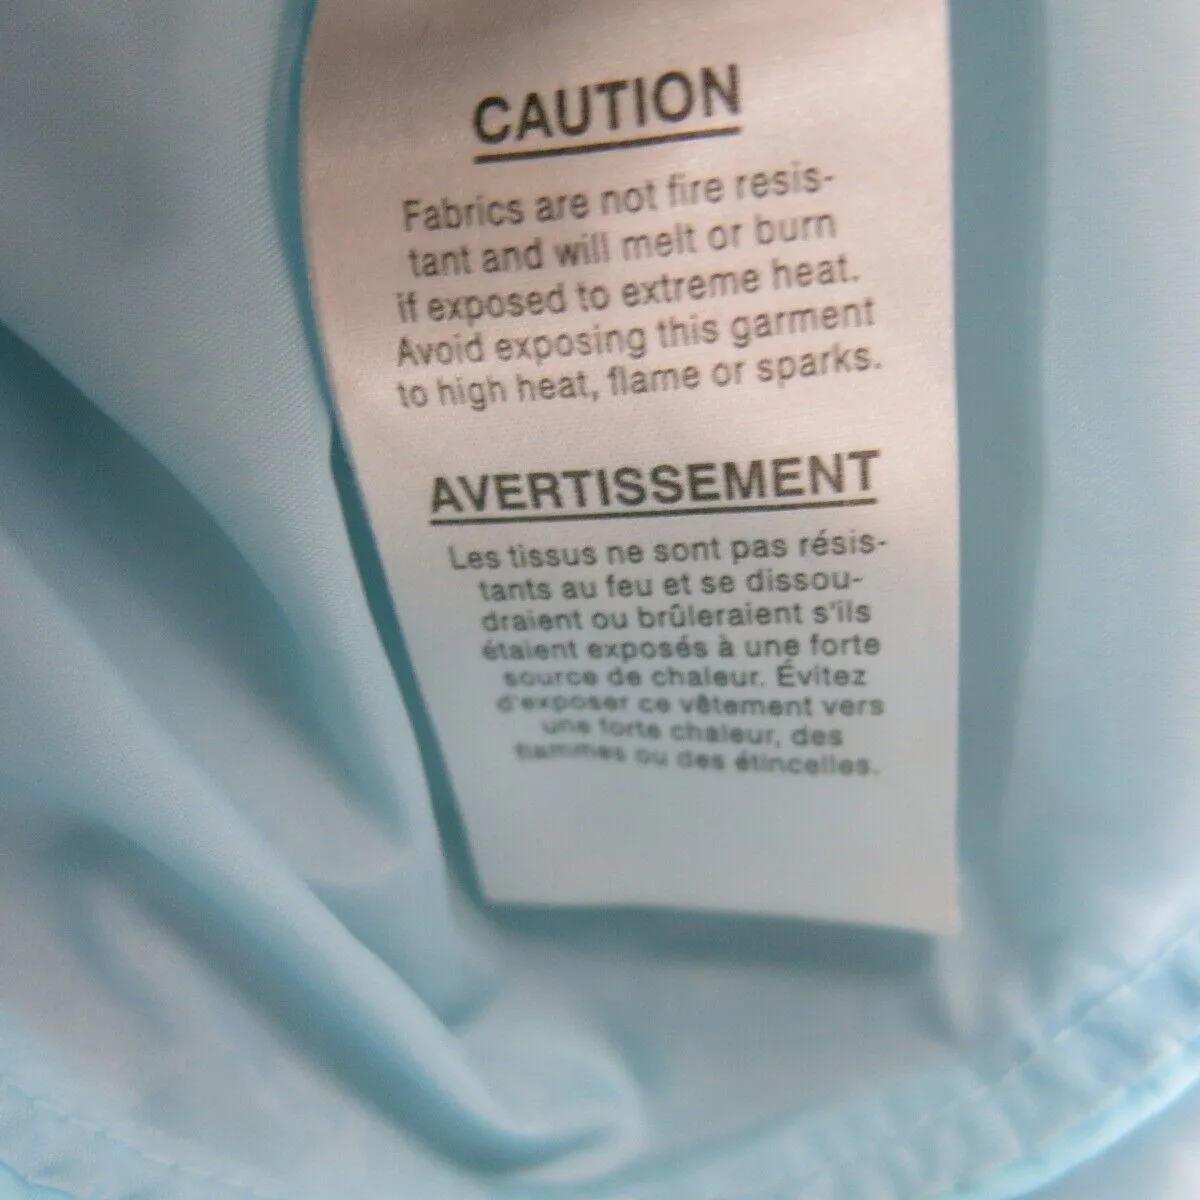 CAUTION
Fabrics are not fire resis-
tant and will melt or burn
if exposed to extreme heat.
Avoid exposing this garment
to high heat, flame or sparks.
AVERTISSEMENT
Les tissus ne sont pas résis-
tants au feu et se dissou-
draient ou brûleraient s'ils
étaient exposés à une forte
source de chaleur. Évitez
d'exposer ce vêtement vers
une forte chaleur, des
flammes ou des étincelles.